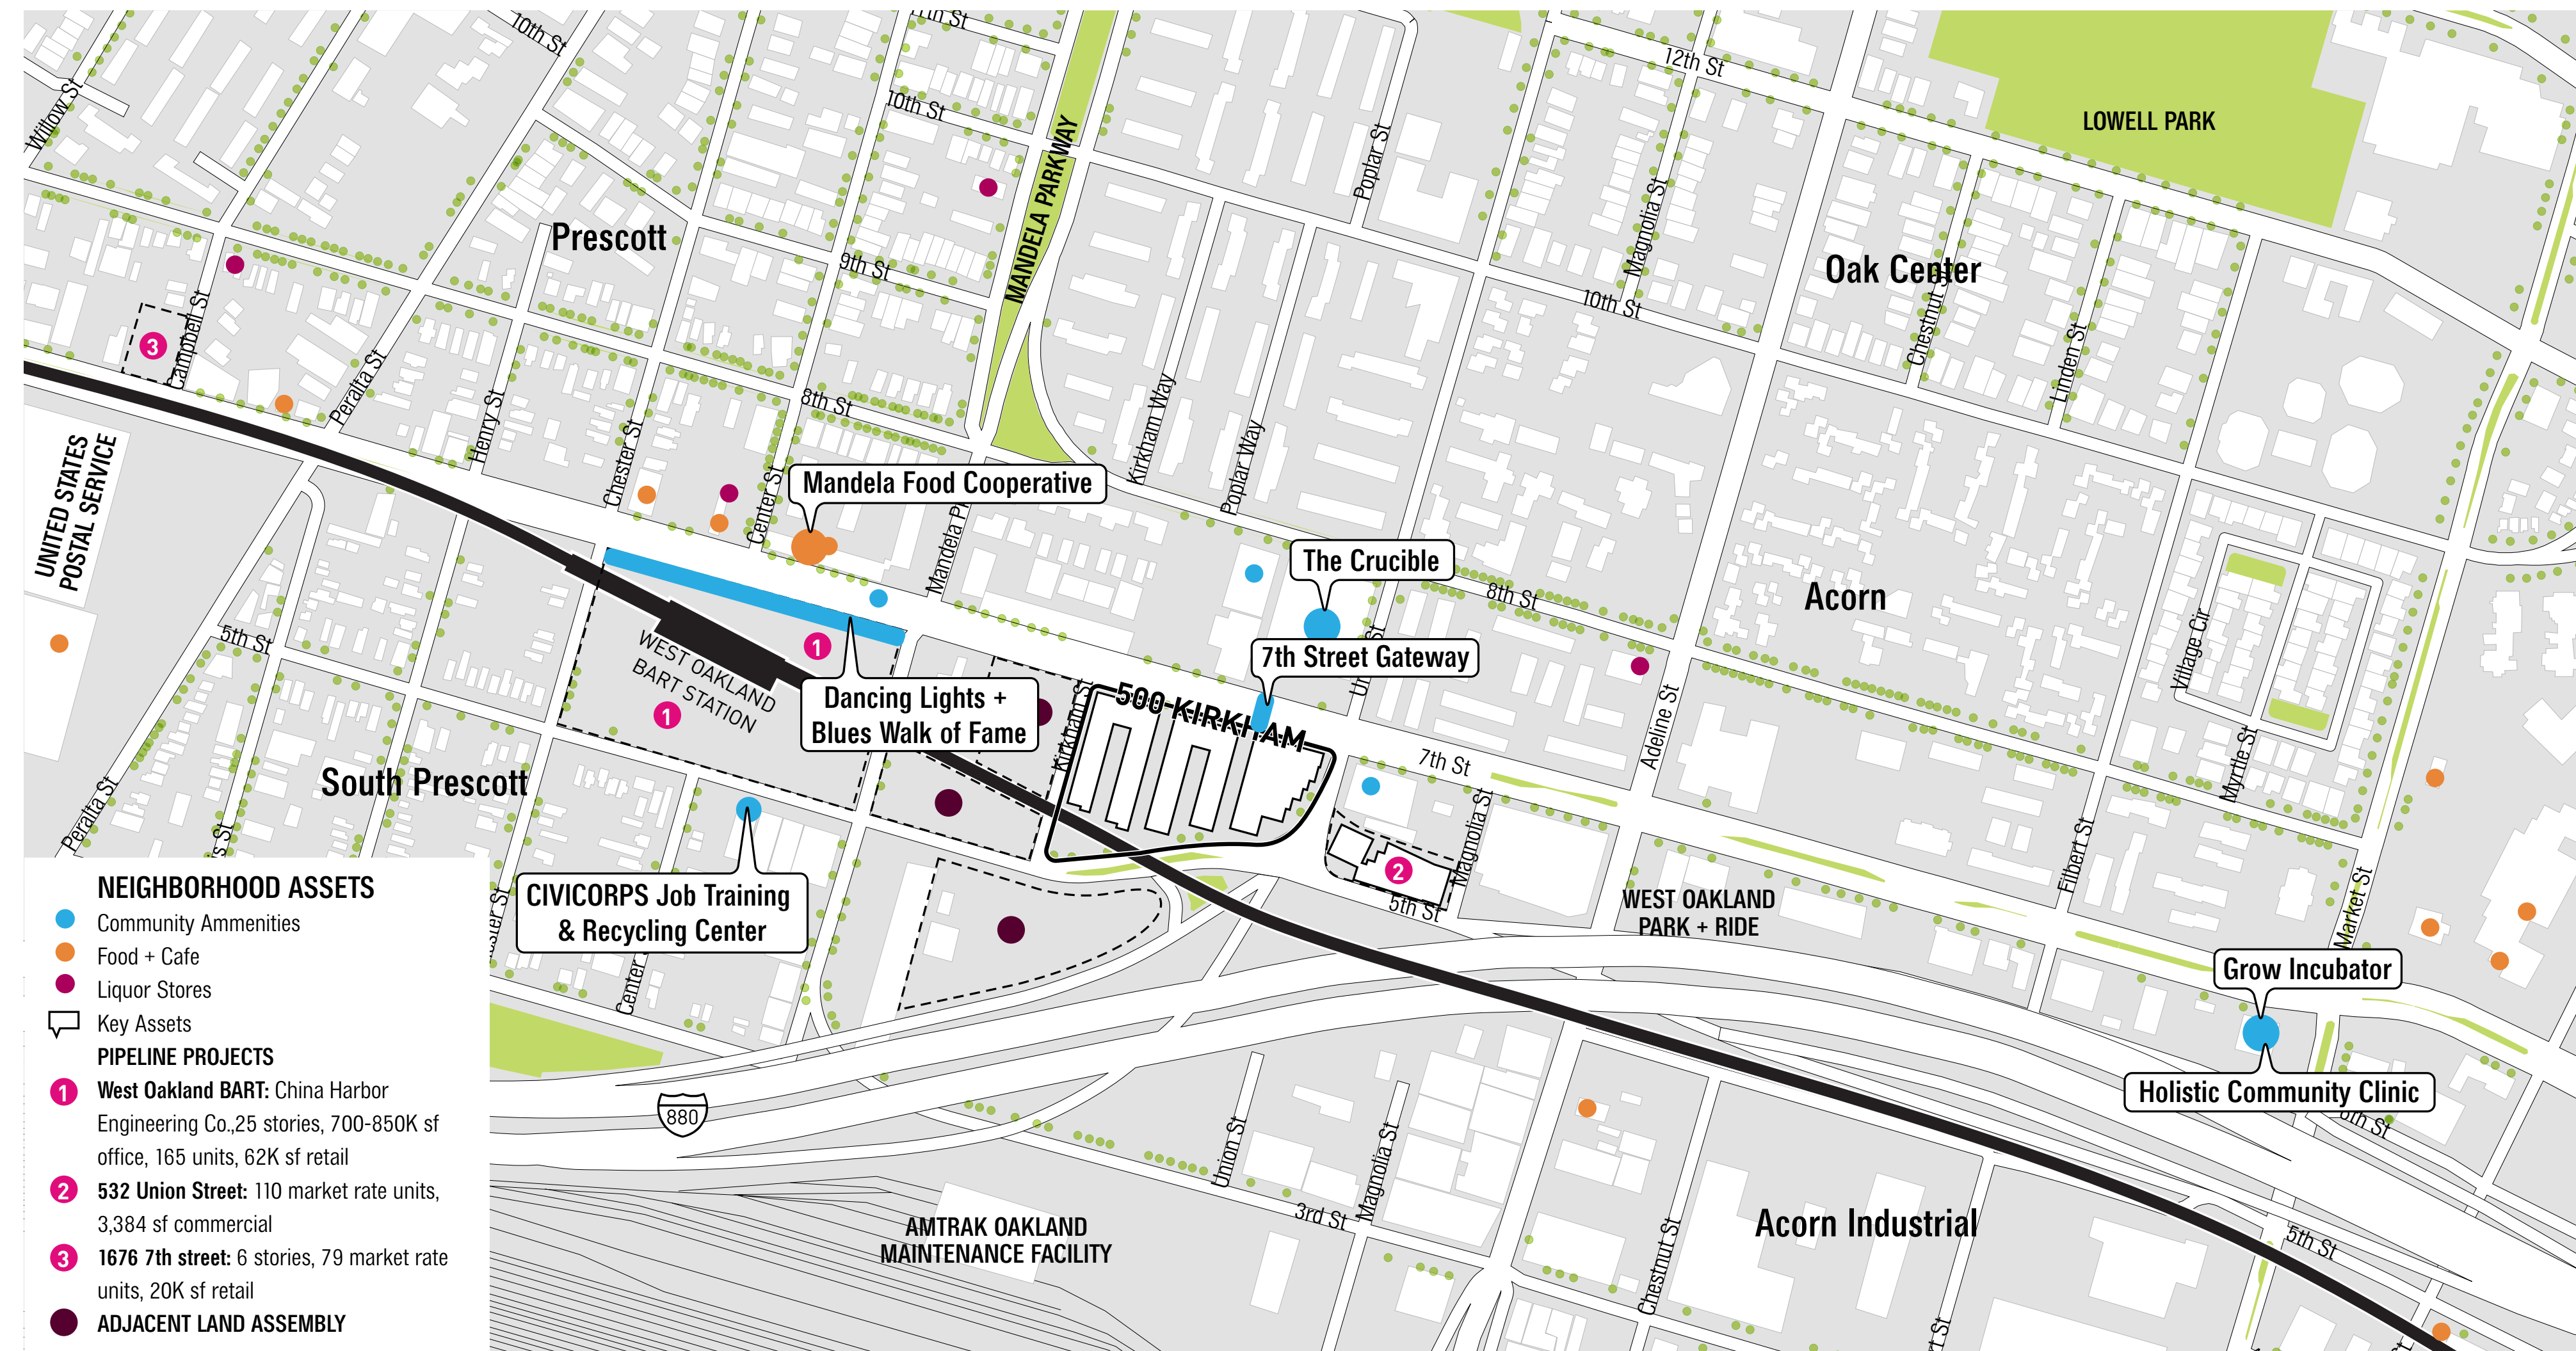 10th St
11th St
12th St
Willow St
10th St
LOWELL PARK
MANDELA PARKWAY
Poplar St
Magnolia St
Prescott
9th St
Oak Center
Chestnut St
10th St
Campbell St
3
Linden St
Peralta St
Henry St
8th St
Kirkham Way
Poplar Way
Chester St
Center St
UNITED STATES
POSTAL SERVICE
Mandela Food Cooperative
Mandela P
The Crucible
8th St
Acorn
5th St
WEST OAKLAND
BART STATION
1
1
7th Street Gateway
Village Cir
Dancing Lights +
Blues Walk of Fame
Kirkham St
500 KIRKHAM
Adeline St
7th St
Myrtle St
South Prescott
Peralta St
Magnolia St
2
5th St
Filbert St
Market St
WEST OAKLAND
PARK + RIDE
CIVICORPS Job Training
& Recycling Center
Center
Grow Incubator
Holistic Community Clinic
6th St
880
Union St
Magnolia St
3rd St
AMTRAK OAKLAND
MAINTENANCE FACILITY
Acorn Industrial
Chestnut St
5th St
NEIGHBORHOOD ASSETS
Community Ammenities
Food + Cafe
Liquor Stores
Key Assets
PIPELINE PROJECTS
1 West Oakland BART: China Harbor
Engineering Co.,25 stories, 700-850K sf
office, 165 units, 62K sf retail
2 532 Union Street: 110 market rate units,
3,384 sf commercial
3 1676 7th street: 6 stories, 79 market rate
units, 20K sf retail
ADJACENT LAND ASSEMBLY